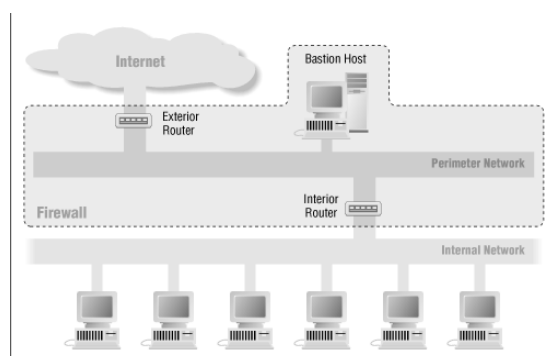 Internet
Bastion Host
Exterior
Router
Perimeter Network
Interior
Router
Firewall
Internal Network